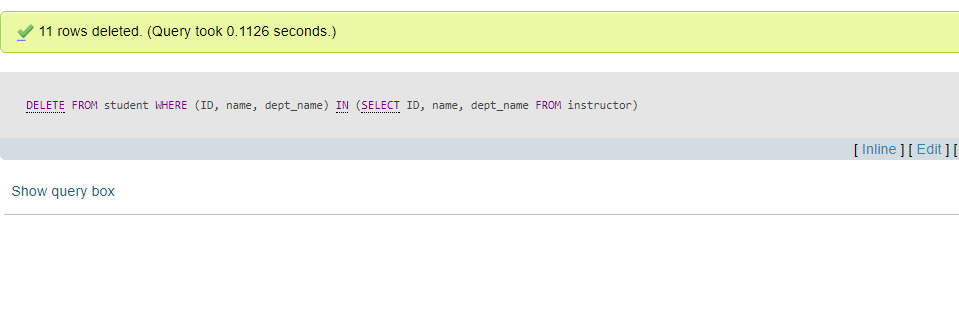 11 rows deleted. (Query took 0.1126 seconds.)
DELETE FROM student WHERE (ID, name, dept_name) IN (SELECT ID, name, dept_name FROM instructor)
[ Inline ] [ Edit ] [
Show query box